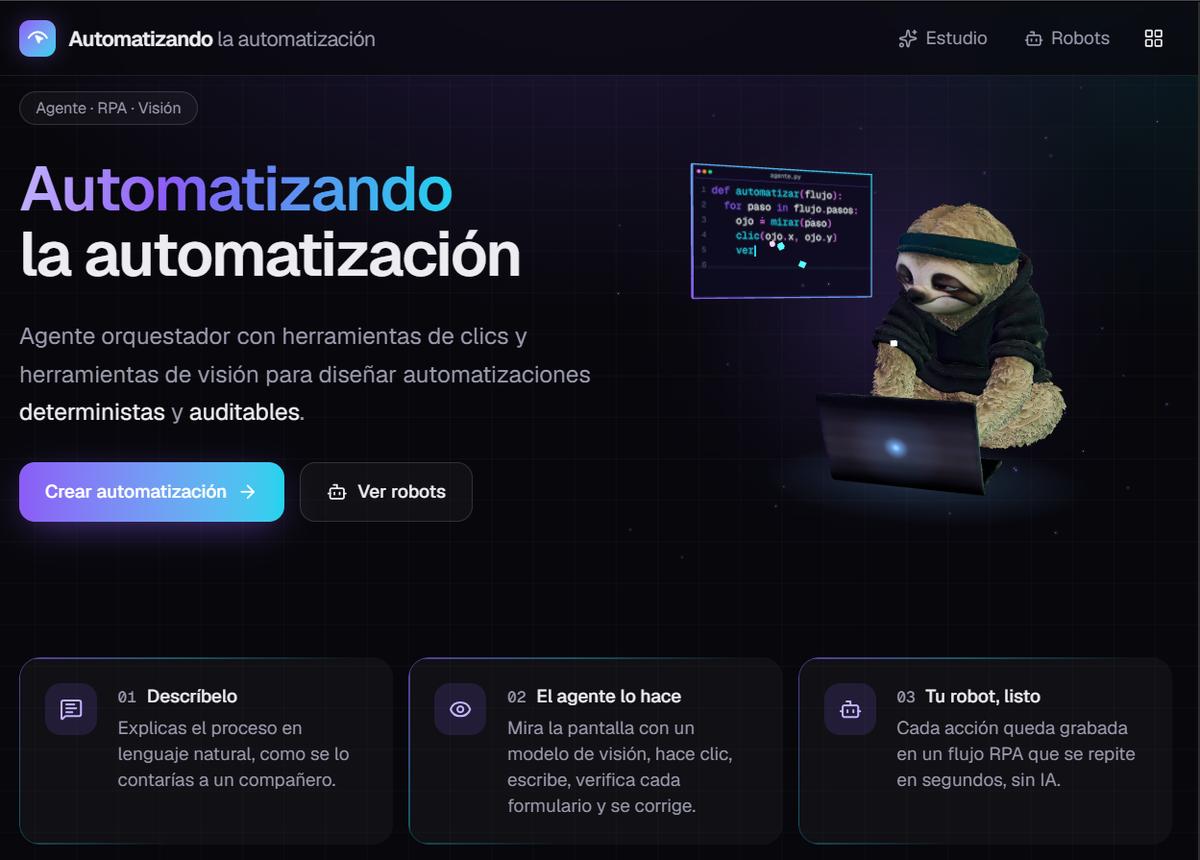 Automatizando la automatización
Estudio
Robots
Agente · RPA · Visión
Automatizando
la automatización
Agente orquestador con herramientas de clics y
herramientas de visión para diseñar automatizaciones
deterministas y auditables.
Crear automatización
Ver robots
agente.py
1 def automatizar(flujo):
2 for paso in flujo.pasos:
3 ojo = mirar(paso)
4 clic(ojo.x, ojo.y)
5 ver
6
01 Descríbelo
Explicas el proceso en
lenguaje natural, como se lo
contarías a un compañero.
02 El agente lo hace
Mira la pantalla con un
modelo de visión, hace clic,
escribe, verifica cada
formulario y se corrige.
03 Tu robot, listo
Cada acción queda grabada
en un flujo RPA que se repite
en segundos, sin IA.